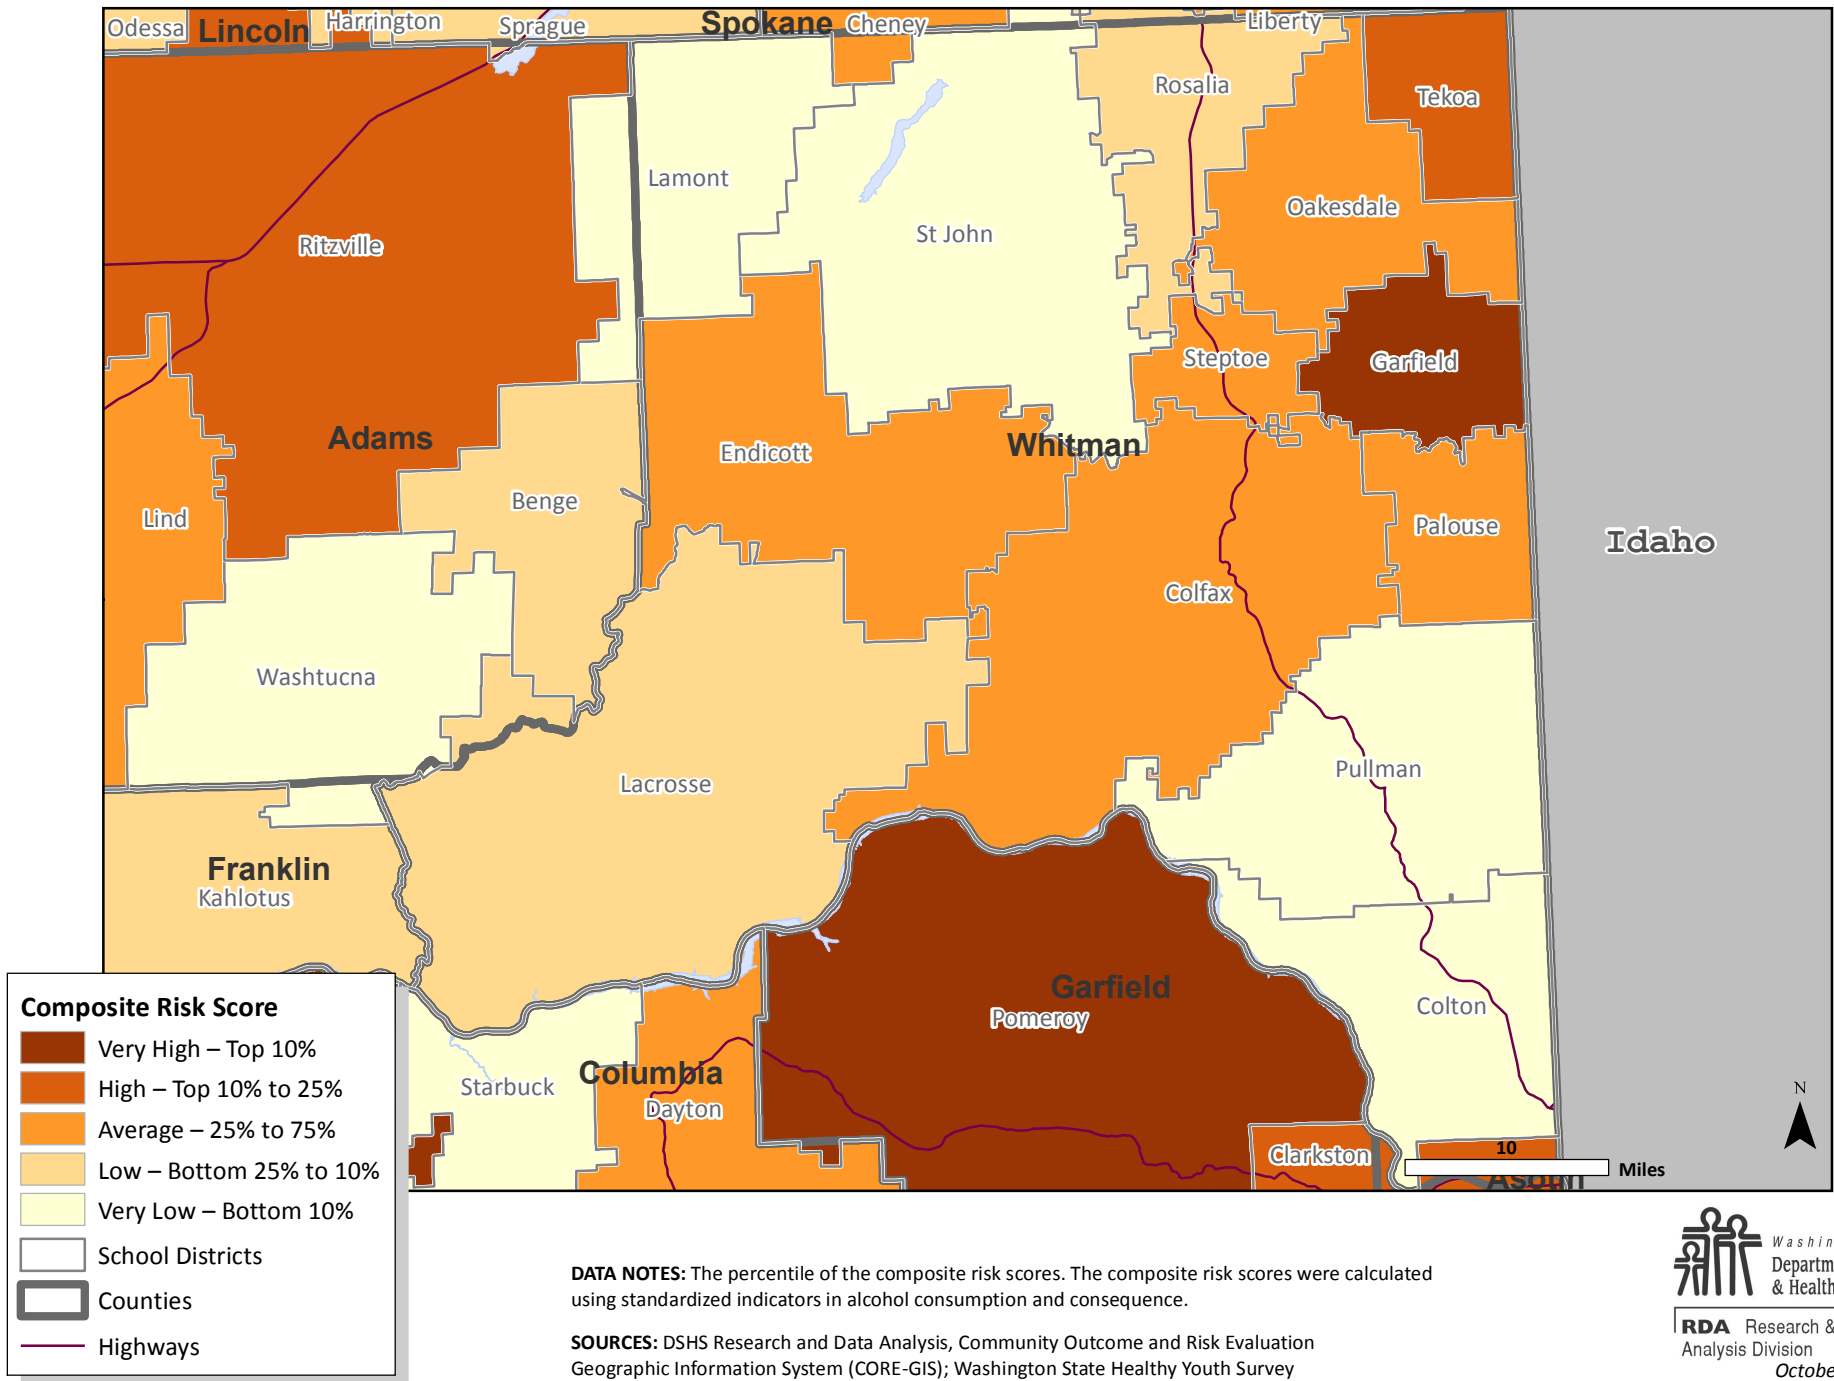 Odessa
Lincoln
Harrington
Sprague
Spokane
Cheney
Liberty
Rosalia
Tekoa
Lamont
Oakesdale
St John
Ritzville
Steptoe
Garfield
Adams
Whitman
Endicott
Benge
Lind
Palouse
Idaho
Colfax
Washtucna
Pullman
Lacrosse
Franklin
Kahlotus
Garfield
Pomeroy
Colton
Columbia
Starbuck
Dayton
Clarkston
10
Miles
Asotin
N
Composite Risk Score
Very High – Top 10%
High – Top 10% to 25%
Average – 25% to 75%
Low – Bottom 25% to 10%
Very Low – Bottom 10%
School Districts
Counties
Highways
DATA NOTES: The percentile of the composite risk scores. The composite risk scores were calculated
using standardized indicators in alcohol consumption and consequence.
SOURCES: DSHS Research and Data Analysis, Community Outcome and Risk Evaluation
Geographic Information System (CORE-GIS); Washington State Healthy Youth Survey
Washin
Departm
& Health
RDA Research &
Analysis Division
Octobe